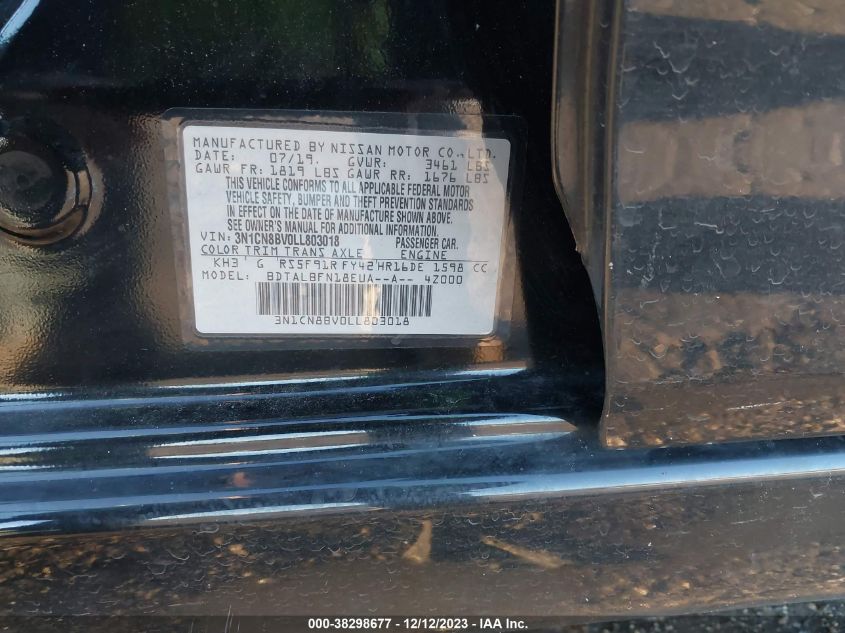 MANUFACTURED BY NISSAN MOTOR CO., LTD.
DATE: 07/19. GVWR: 3461 LBS
GAWR FR: 1819 LBS GAWR RR: 1676 LBS
THIS VEHICLE CONFORMS TO ALL APPLICABLE FEDERAL MOTOR
VEHICLE SAFETY, BUMPER AND THEFT PREVENTION STANDARDS
IN EFFECT ON THE DATE OF MANUFACTURE SHOWN ABOVE.
SEE OWNER'S MANUAL FOR ADDITIONAL INFORMATION
VIN: 3N1CN8BV0LL803018 PASSENGER CAR.
COLOR TRIM TRANS AXLE ENGINE
KH3 G RS5F91R FY42 HR16DE 1598 CC
MODEL: BDTALBFN18EUA--A-- 4Z000
3N1CN8BV0LL803018
000-38298677 - 12/12/2023 - I.A.A. Inc.